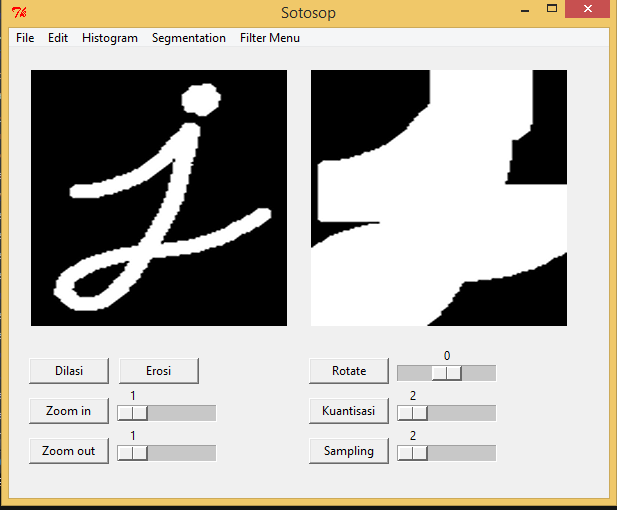 Sotosop
File Edit Histogram Segmentation Filter Menu
j
Dilasi Erosi Rotate 0
Zoom in 1 Kuantisasi 2
Zoom out 1 Sampling 2